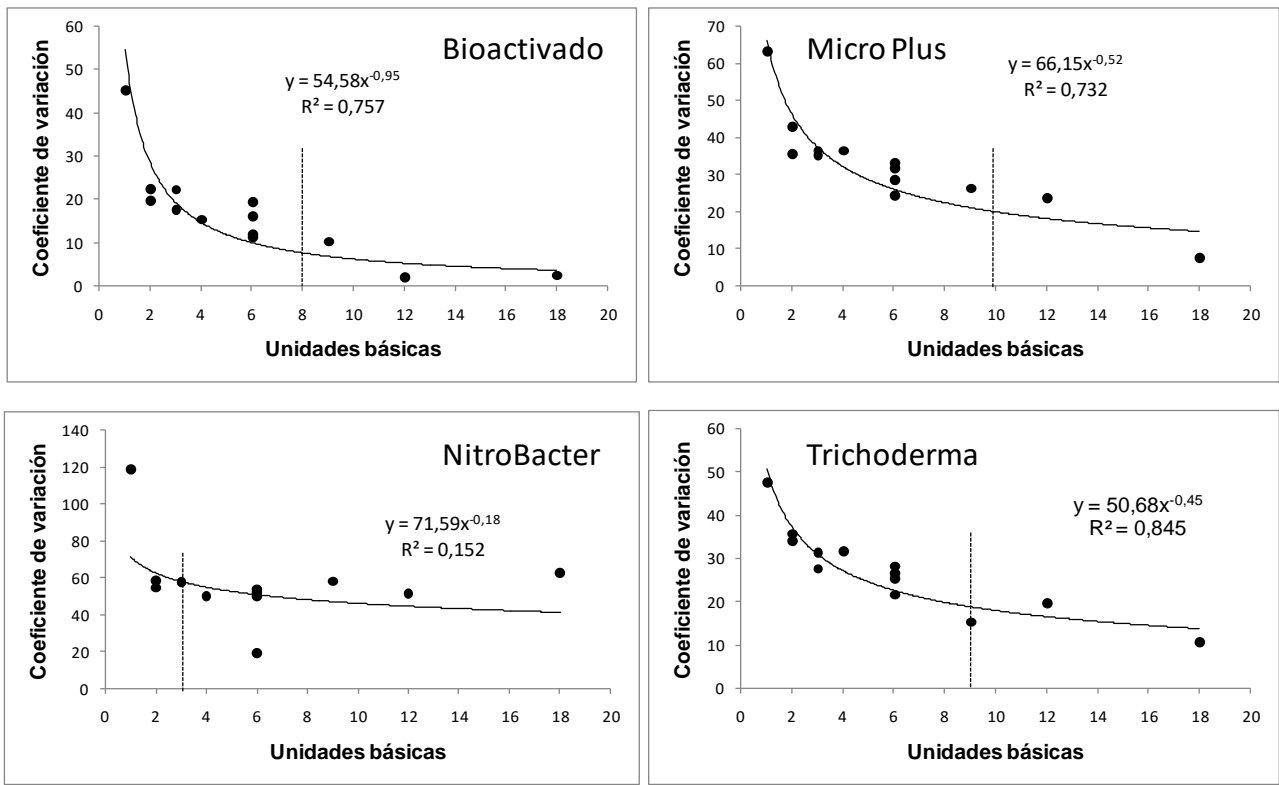 Bioactivado
y = 54,58x^-0,95
R² = 0,757
Coeficiente de variación
60
50
40
30
20
10
0
0 2 4 6 8 10 12 14 16 18 20
Unidades básicas
Micro Plus
y = 66,15x^-0,52
R² = 0,732
Coeficiente de variación
70
60
50
40
30
20
10
0
0 2 4 6 8 10 12 14 16 18 20
Unidades básicas
NitroBacter
y = 71,59x^-0,18
R² = 0,152
Coeficiente de variación
140
120
100
80
60
40
20
0
0 2 4 6 8 10 12 14 16 18 20
Unidades básicas
Trichoderma
y = 50,68x^-0,45
R² = 0,845
Coeficiente de variación
60
50
40
30
20
10
0
0 2 4 6 8 10 12 14 16 18 20
Unidades básicas